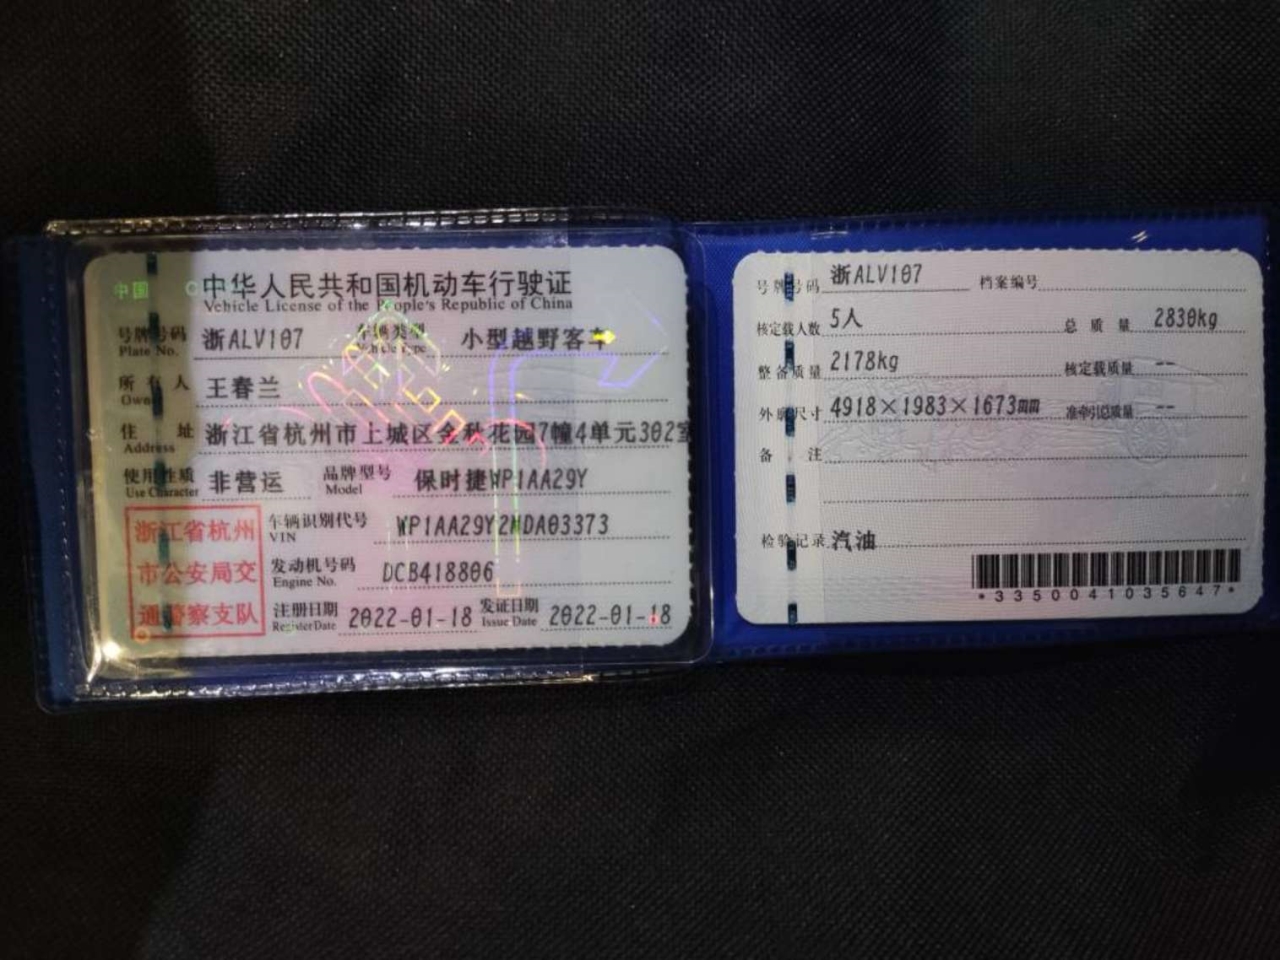 中国
中华人民共和国机动车行驶证
Vehicle License of the People's Republic of China
号牌号码 浙ALV107 车辆类型 小型越野客车
Plate No. Vehicle Type
所有人 王春兰
Owner
住址 浙江省杭州市上城区金秋花园7幢4单元302室
Address
使用性质 非营运 品牌型号 保时捷WP1AA29Y
Use Character Model
浙江省杭州
市公安局交
通警察支队
车辆识别代号 WP1AA29Y2NDA03373
VIN
发动机号码 DCB418806
Engine No.
注册日期 2022-01-18 发证日期 2022-01-18
Register Date Issue Date
号牌号码 浙ALV107 档案编号
核定载人数 5人 总质量 2830kg
整备质量 2178kg 核定载质量 --
外廓尺寸 4918×1983×1673mm 准牵引总质量 --
备注
检验记录 汽油
*3350041035647*